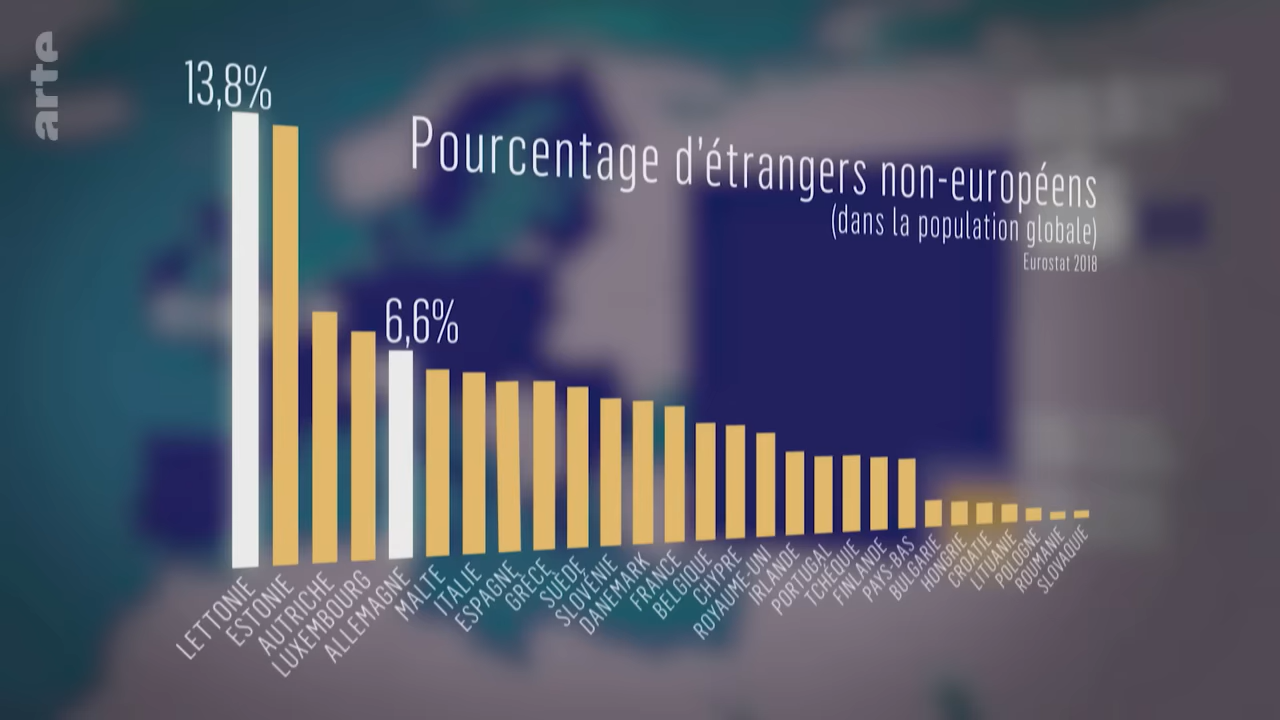 arte
13,8%
Pourcentage d'étrangers non-européens
(dans la population globale)
Eurostat 2018
6,6%
LETTONIE
ESTONIE
AUTRICHE
LUXEMBOURG
ALLEMAGNE
MALTE
ITALIE
ESPAGNE
GRÈCE
SUÈDE
SLOVÉNIE
DANEMARK
FRANCE
BELGIQUE
CHYPRE
ROYAUME-UNI
IRLANDE
PORTUGAL
TCHÉQUIE
FINLANDE
PAYS-BAS
BULGARIE
HONGRIE
CROATIE
LITUANIE
POLOGNE
ROUMANIE
SLOVAQUIE